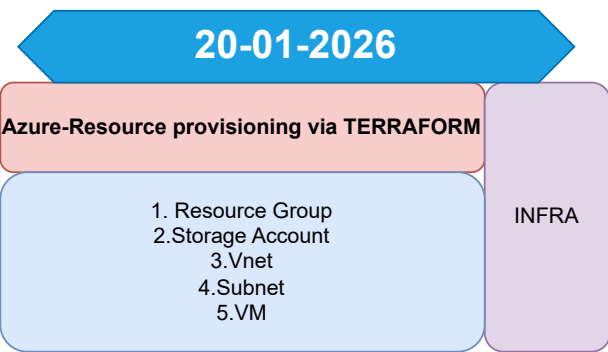 20-01-2026
Azure-Resource provisioning via TERRAFORM
INFRA
1. Resource Group
2.Storage Account
3.Vnet
4.Subnet
5.VM